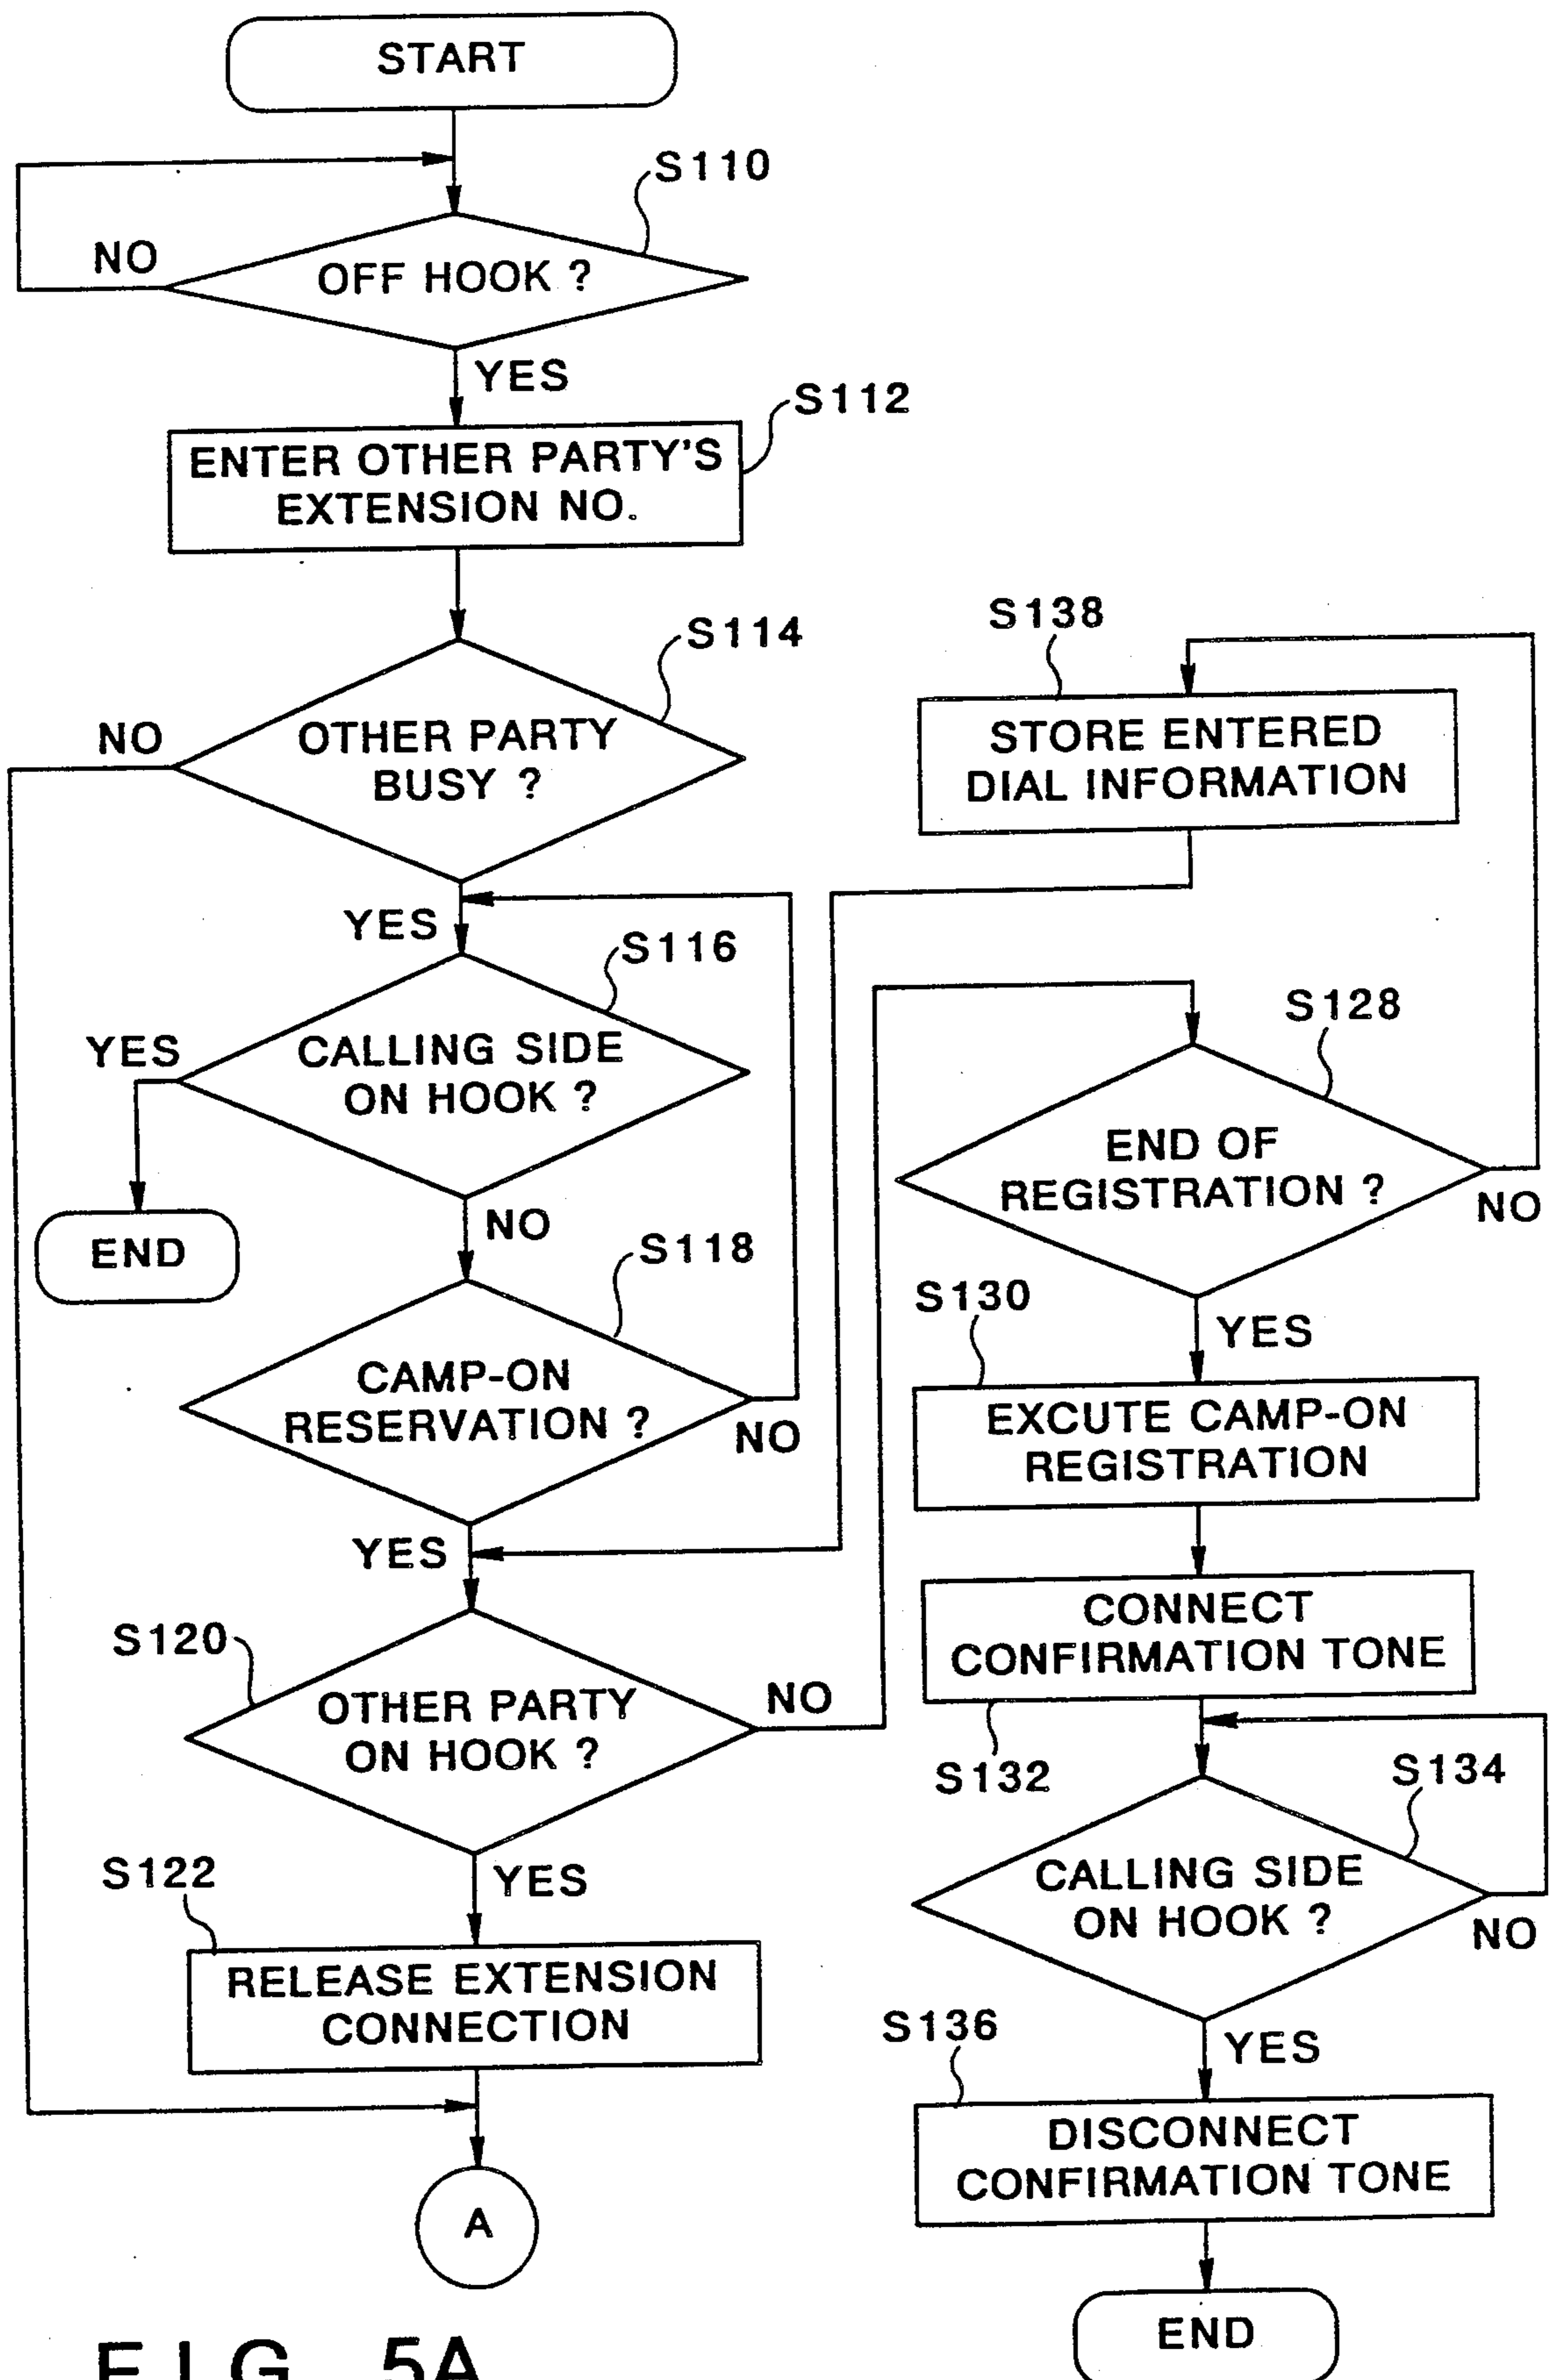 START
S110
NO
OFF HOOK ?
YES
S112
ENTER OTHER PARTY'S
EXTENSION NO.
S114
NO
OTHER PARTY
BUSY ?
YES
S116
YES
CALLING SIDE
ON HOOK ?
END
NO
S118
CAMP-ON
RESERVATION ?
NO
YES
S120
OTHER PARTY
ON HOOK ?
NO
S122
YES
RELEASE EXTENSION
CONNECTION
A
S138
STORE ENTERED
DIAL INFORMATION
S128
END OF
REGISTRATION ?
NO
S130
YES
EXCUTE CAMP-ON
REGISTRATION
CONNECT
CONFIRMATION TONE
S132
S134
CALLING SIDE
ON HOOK ?
NO
S136
YES
DISCONNECT
CONFIRMATION TONE
END
FIG. 5A